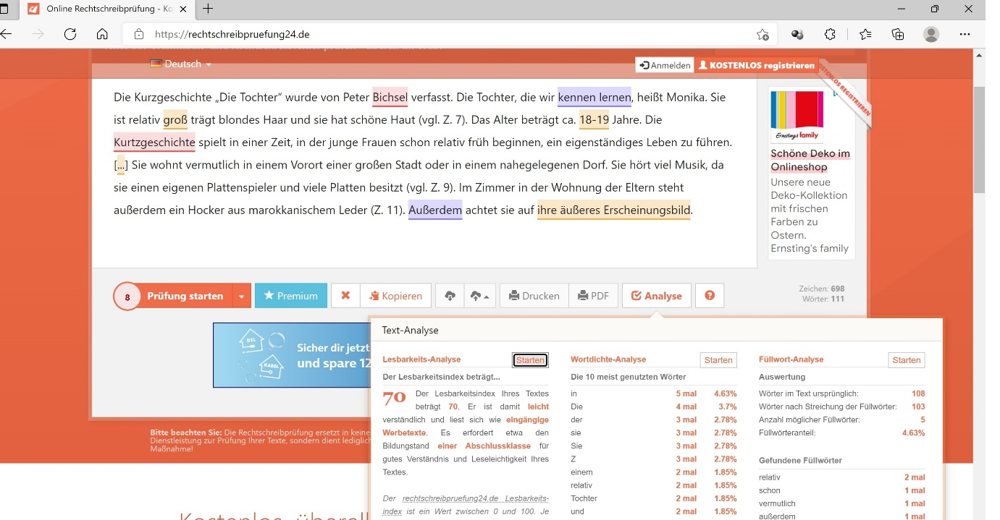 Online Rechtschreibprüfung - Ko
https://rechtschreibpruefung24.de
Deutsch
Anmelden
KOSTENLOS registrieren
KOSTENLOS REGISTRIEREN
Die Kurzgeschichte „Die Tochter“ wurde von Peter Bichsel verfasst. Die Tochter, die wir kennen lernen, heißt Monika. Sie
ist relativ groß trägt blondes Haar und sie hat schöne Haut (vgl. Z. 7). Das Alter beträgt ca. 18-19 Jahre. Die
Kurtzgeschichte spielt in einer Zeit, in der junge Frauen schon relativ früh beginnen, ein eigenständiges Leben zu führen.
[...] Sie wohnt vermutlich in einem Vorort einer großen Stadt oder in einem nahegelegenen Dorf. Sie hört viel Musik, da
sie einen eigenen Plattenspieler und viele Platten besitzt (vgl. Z. 9). Im Zimmer in der Wohnung der Eltern steht
außerdem ein Hocker aus marokkanischem Leder (Z. 11). Außerdem achtet sie auf ihre äußeres Erscheinungsbild.
Ernsting's family
Schöne Deko im
Onlineshop
Unsere neue
Deko-Kollektion
mit frischen
Farben zu
Ostern.
Ernsting's family
8 Prüfung starten
Premium
Kopieren
Drucken
PDF
Analyse
Zeichen: 698
Wörter: 111
DSL
KABEL
Sicher dir jetzt
und spare 12
Bitte beachten Sie: Die Rechtschreibprüfung ersetzt in keine
Dienstleistung zur Prüfung Ihrer Texte, sondern dient lediglich
Maßnahme!
Text-Analyse
Lesbarkeits-Analyse Starten
Der Lesbarkeitsindex beträgt...
70 Der Lesbarkeitsindex Ihres Textes
beträgt 70. Er ist damit leicht
verständlich und liest sich wie eingängige
Werbetexte. Es erfordert etwa den
Bildungstand einer Abschlussklasse für
gutes Verständnis und Leseleichtigkeit Ihres
Textes.
Der rechtschreibpruefung24.de Lesbarkeits-
index ist ein Wert zwischen 0 und 100. Je
Wortdichte-Analyse Starten
Die 10 meist genutzten Wörter
in 5 mal 4.63%
Die 4 mal 3.7%
der 3 mal 2.78%
sie 3 mal 2.78%
Sie 3 mal 2.78%
Z 3 mal 2.78%
einem 2 mal 1.85%
relativ 2 mal 1.85%
Tochter 2 mal 1.85%
und 2 mal 1.85%
Füllwort-Analyse Starten
Auswertung
Wörter im Text ursprünglich: 108
Wörter nach Streichung der Füllwörter: 103
Anzahl möglicher Füllwörter: 5
Füllwörteranteil: 4.63%
Gefundene Füllwörter
relativ 2 mal
schon 1 mal
vermutlich 1 mal
außerdem 1 mal